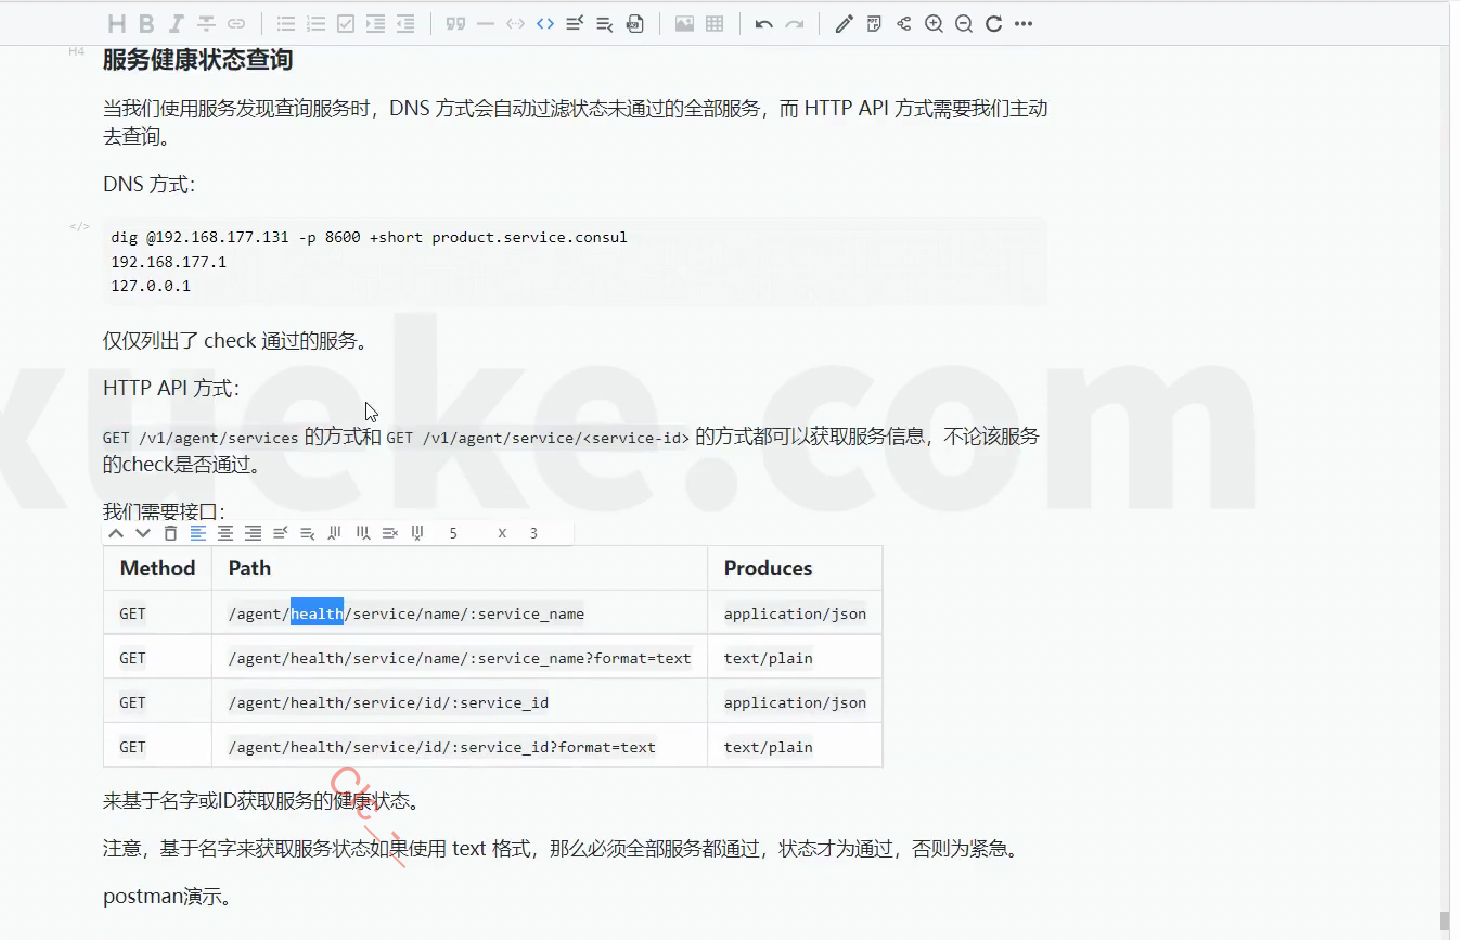 H4
服务健康状态查询
当我们使用服务发现查询服务时，DNS 方式会自动过滤状态未通过的全部服务，而 HTTP API 方式需要我们主动
去查询。
DNS 方式：
</>
dig @192.168.177.131 -p 8600 +short product.service.consul
192.168.177.1
127.0.0.1
仅仅列出了 check 通过的服务。
HTTP API 方式：
GET /v1/agent/services 的方式和 GET /v1/agent/service/<service-id> 的方式都可以获取服务信息，不论该服务
的check是否通过。
我们需要接口：
5 x 3
Method Path Produces
GET /agent/health/service/name/:service_name application/json
GET /agent/health/service/name/:service_name?format=text text/plain
GET /agent/health/service/id/:service_id application/json
GET /agent/health/service/id/:service_id?format=text text/plain
来基于名字或ID获取服务的健康状态。
注意，基于名字来获取服务状态如果使用 text 格式，那么必须全部服务都通过，状态才为通过，否则为紧急。
postman演示。
xueke.com